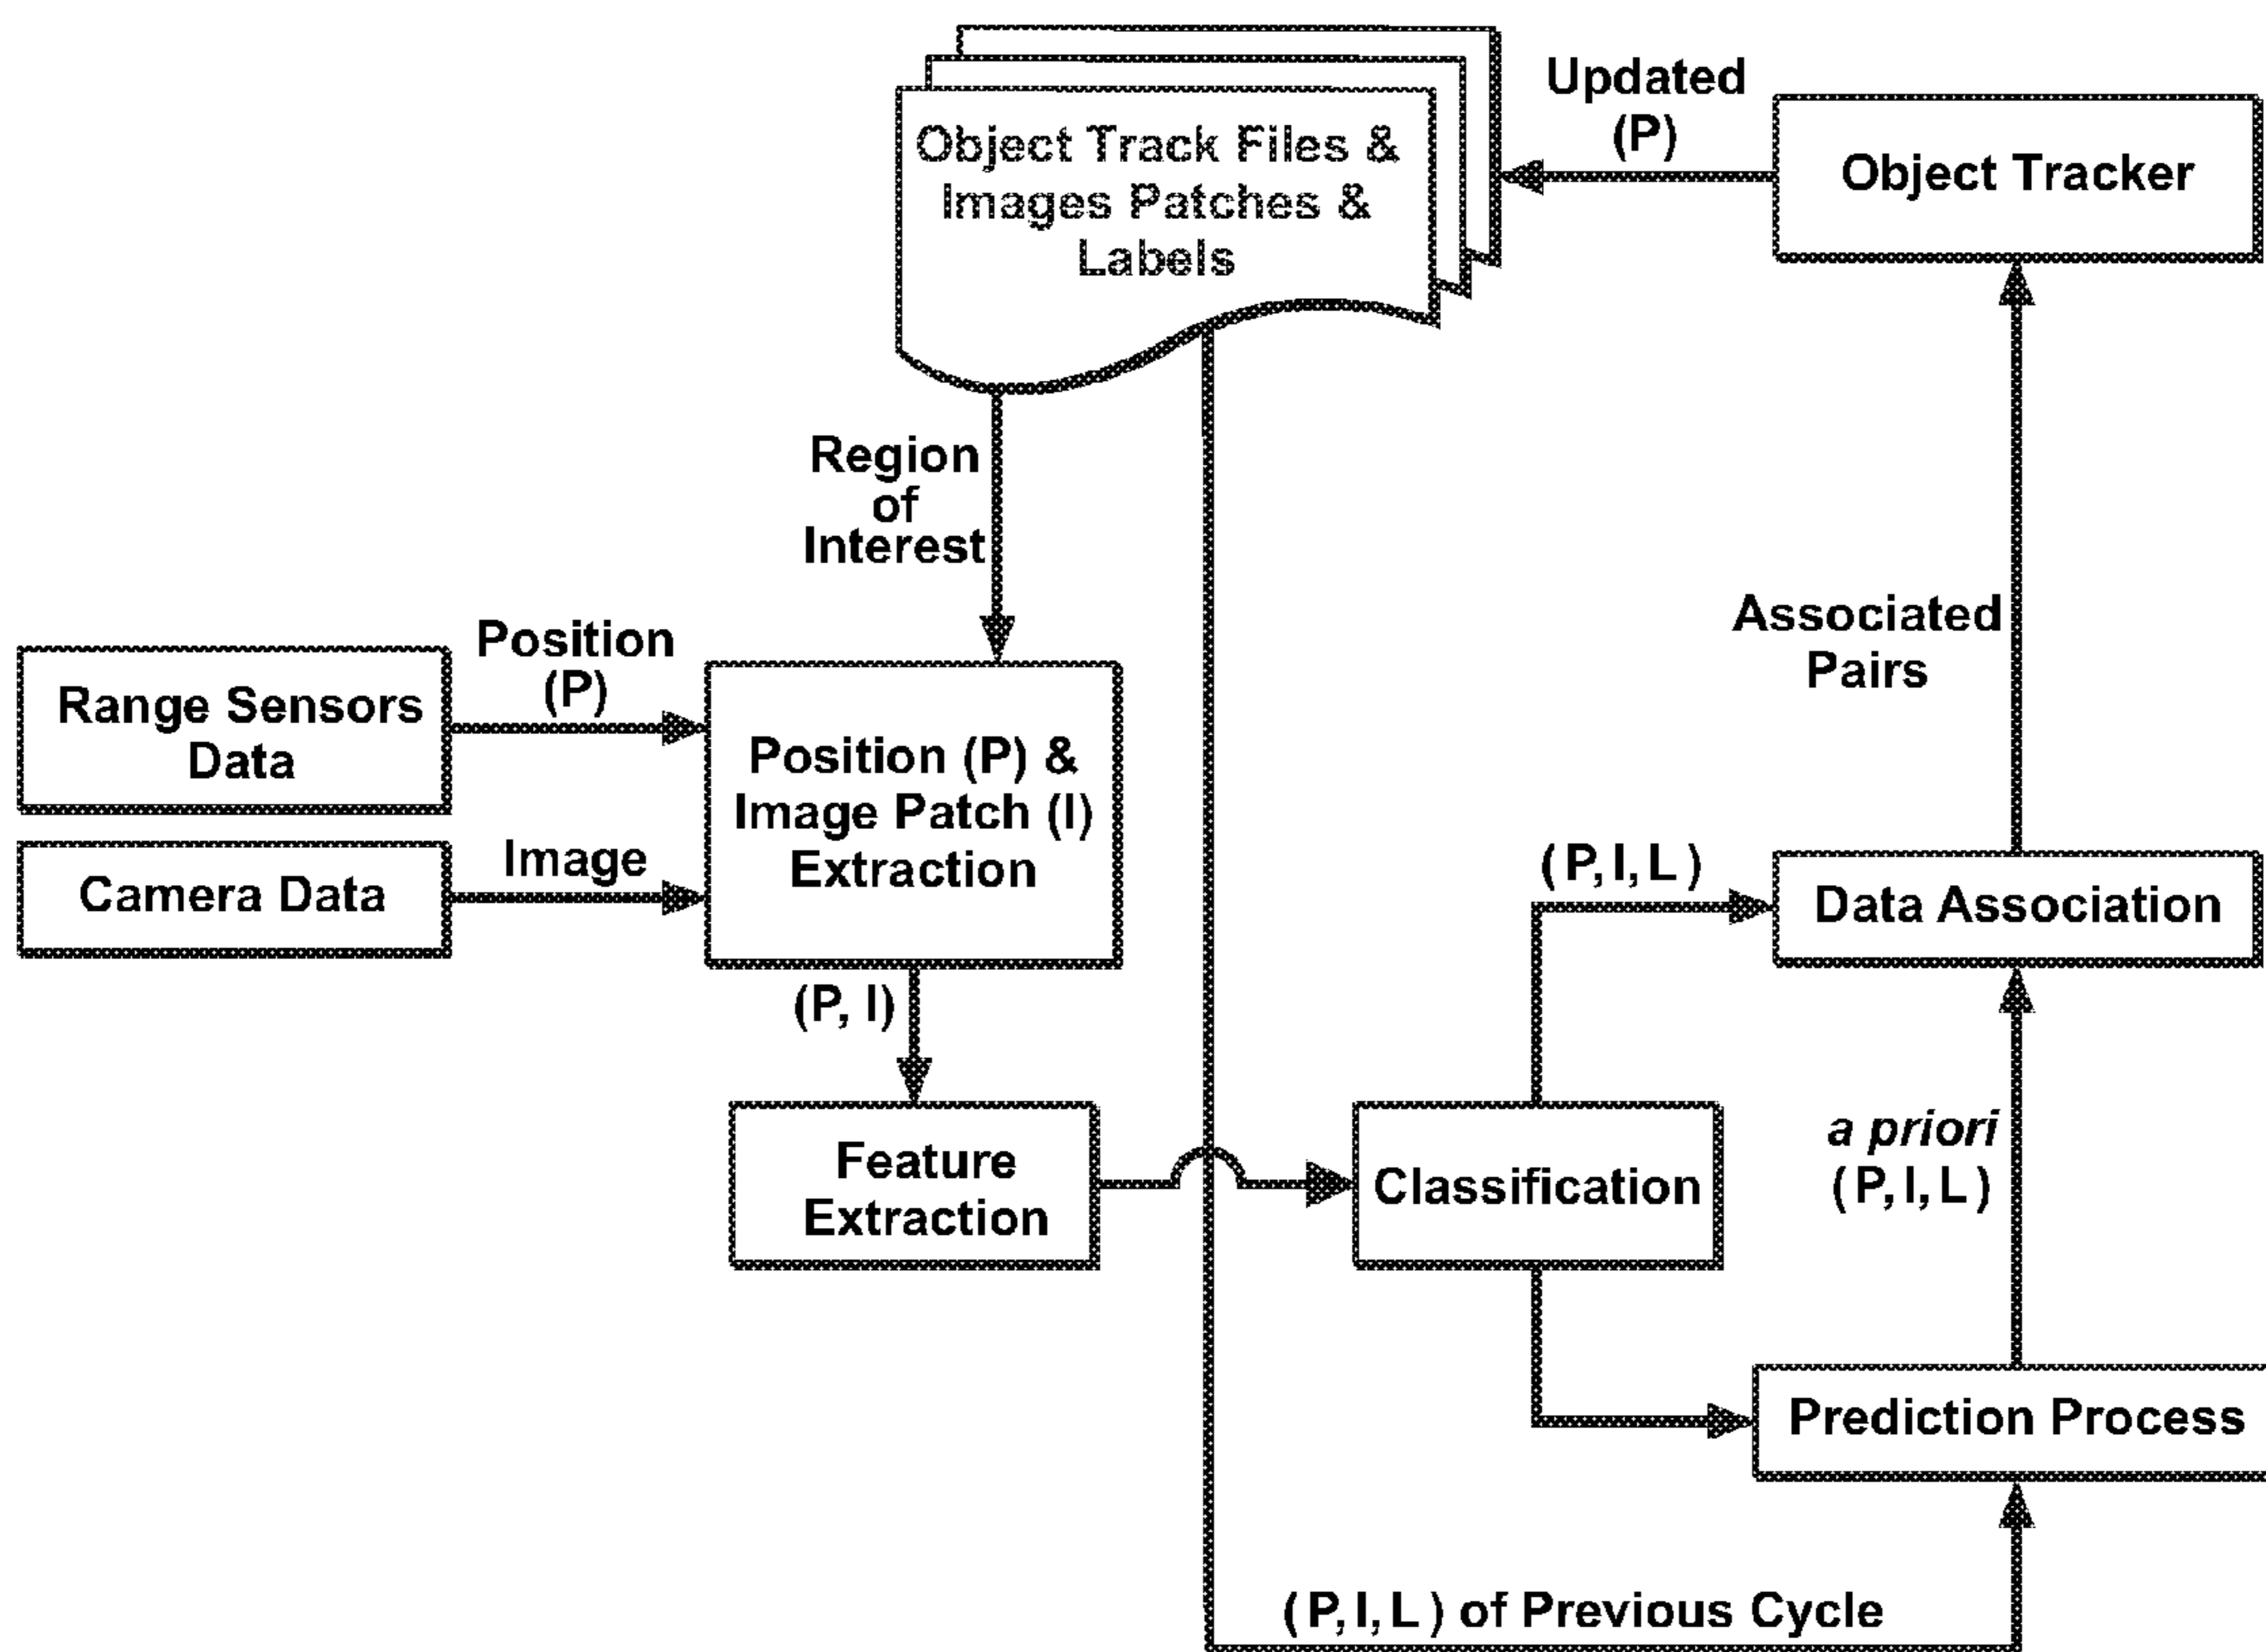 Updated
(P)
Object Track Files &
Images Patches &
Labels
Object Tracker
Region
of
Interest
Associated
Pairs
Position
(P)
Range Sensors
Data
Position (P) &
Image Patch (I)
Extraction
Image
Camera Data
(P, I, L)
Data Association
(P, I)
Feature
Extraction
Classification
a priori
(P, I, L)
Prediction Process
(P, I, L) of Previous Cycle